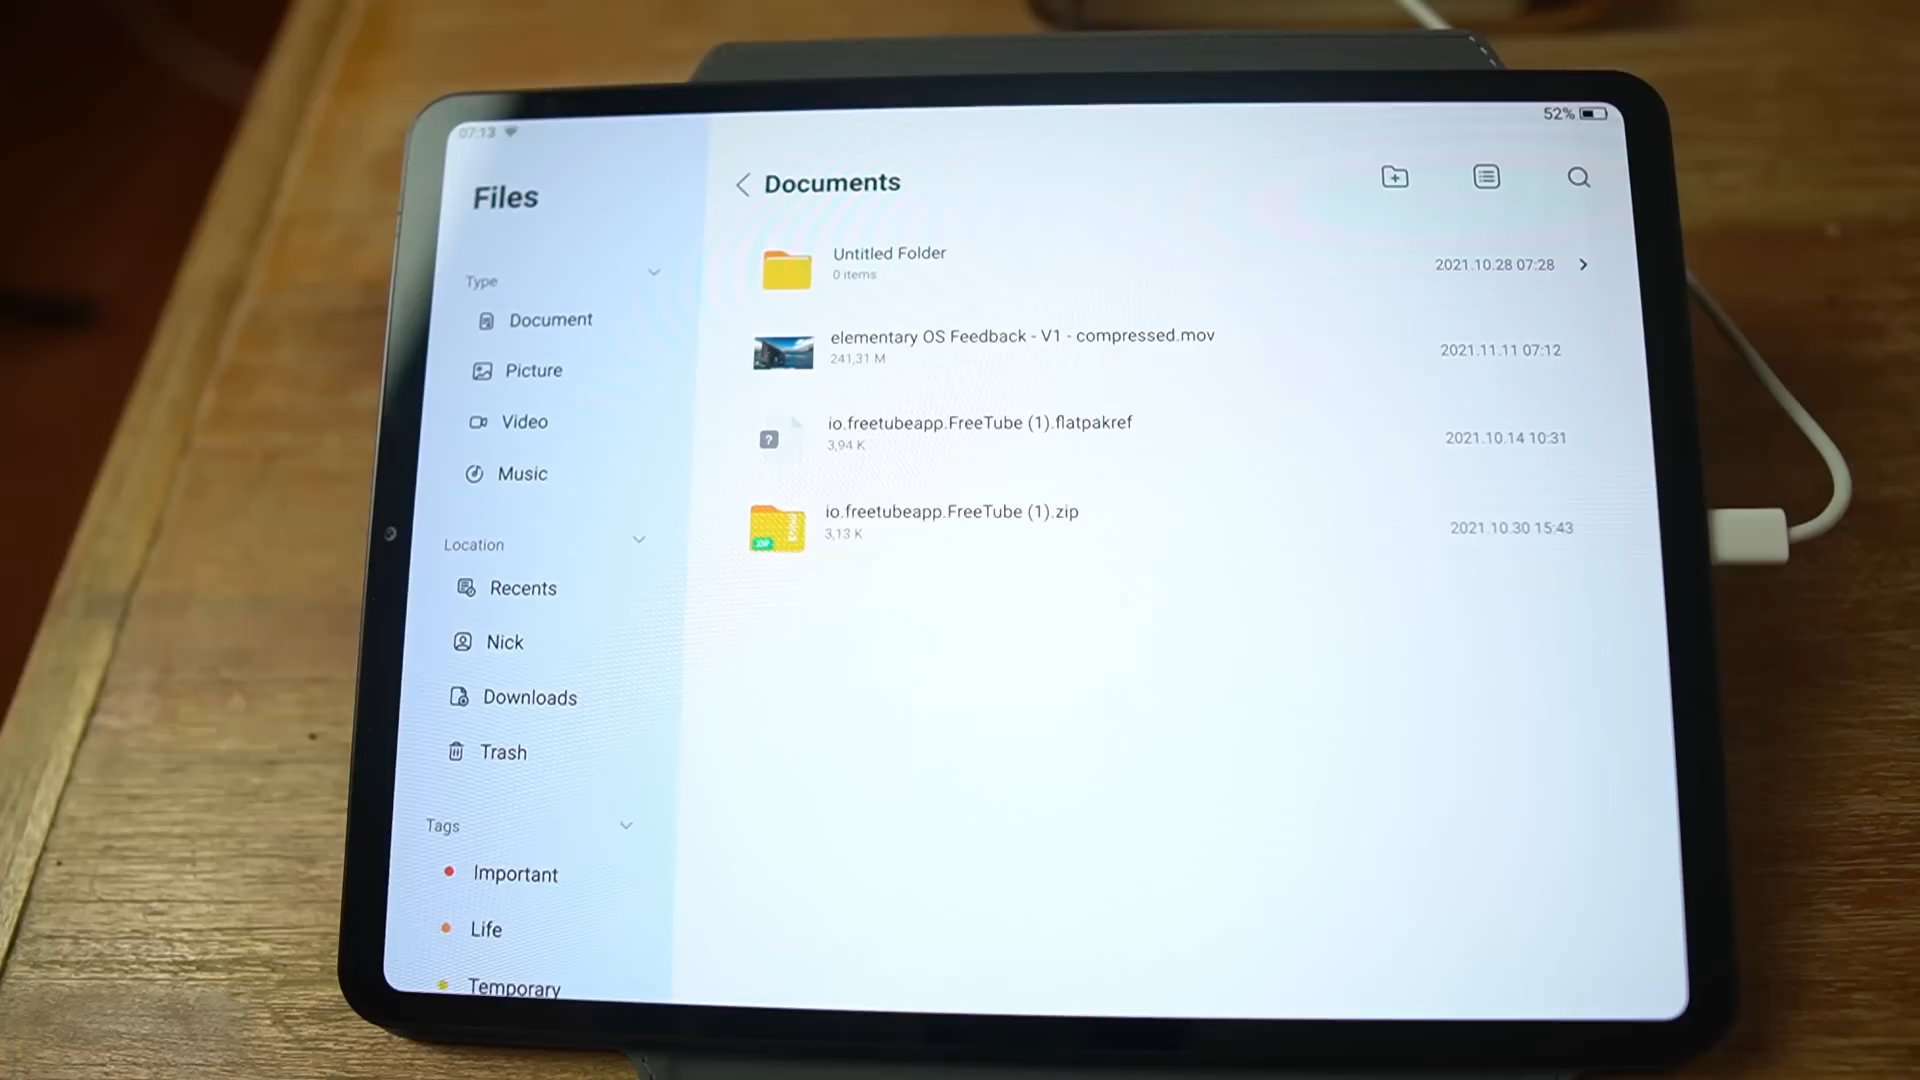 07:13
52%
Files
Type
Document
Picture
Video
Music
Location
Recents
Nick
Downloads
Trash
Tags
Important
Life
Temporary
Documents
Untitled Folder
0 items
2021.10.28 07:28
elementary OS Feedback - V1 - compressed.mov
241,31 M
2021.11.11 07:12
?
io.freetubeapp.FreeTube (1).flatpakref
3,94 K
2021.10.14 10:31
ZIP
io.freetubeapp.FreeTube (1).zip
3,13 K
2021.10.30 15:43